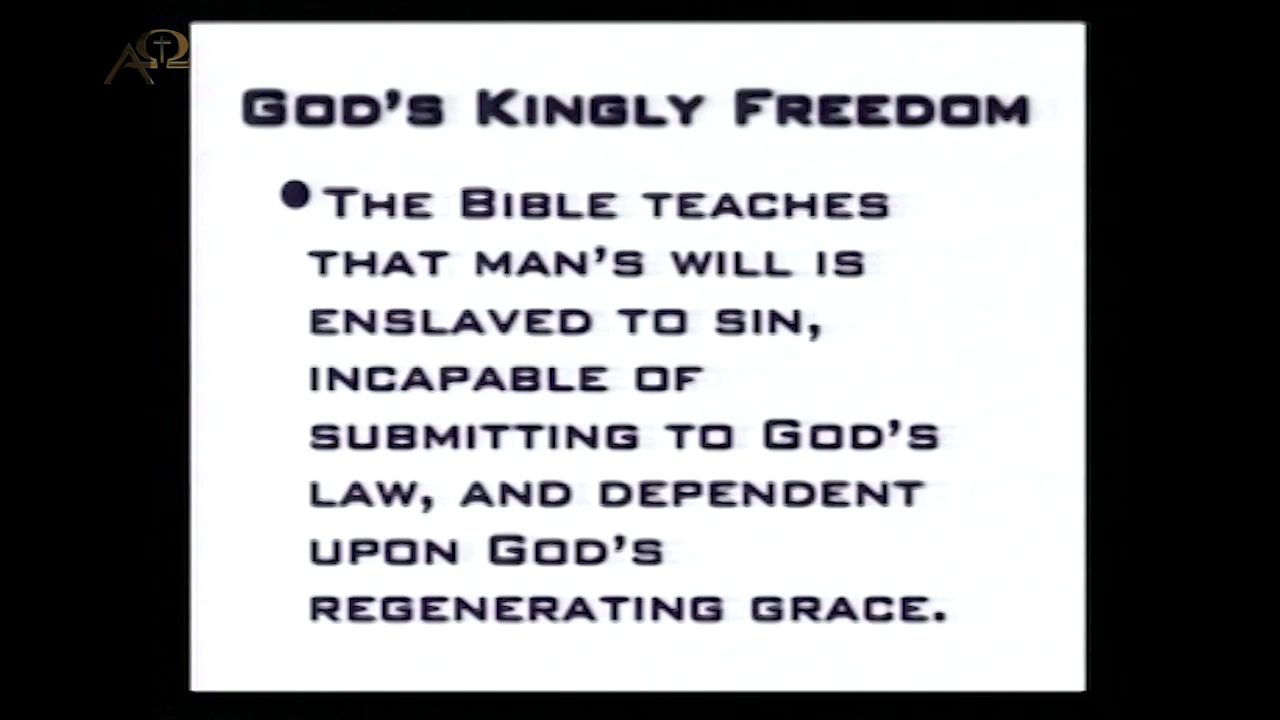 ΑΩ
God's Kingly Freedom
• The Bible teaches
that man's will is
enslaved to sin,
incapable of
submitting to God's
law, and dependent
upon God's
regenerating grace.